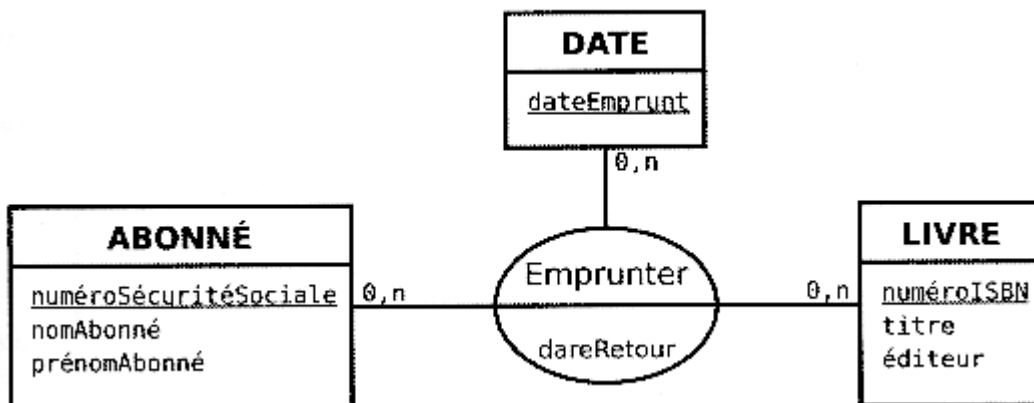 DATE
dateEmprunt
0,n
ABONNÉ
numéroSécuritéSociale
nomAbonné
prénomAbonné
0,n
Emprunter
dareRetour
0,n
LIVRE
numéroISBN
titre
éditeur